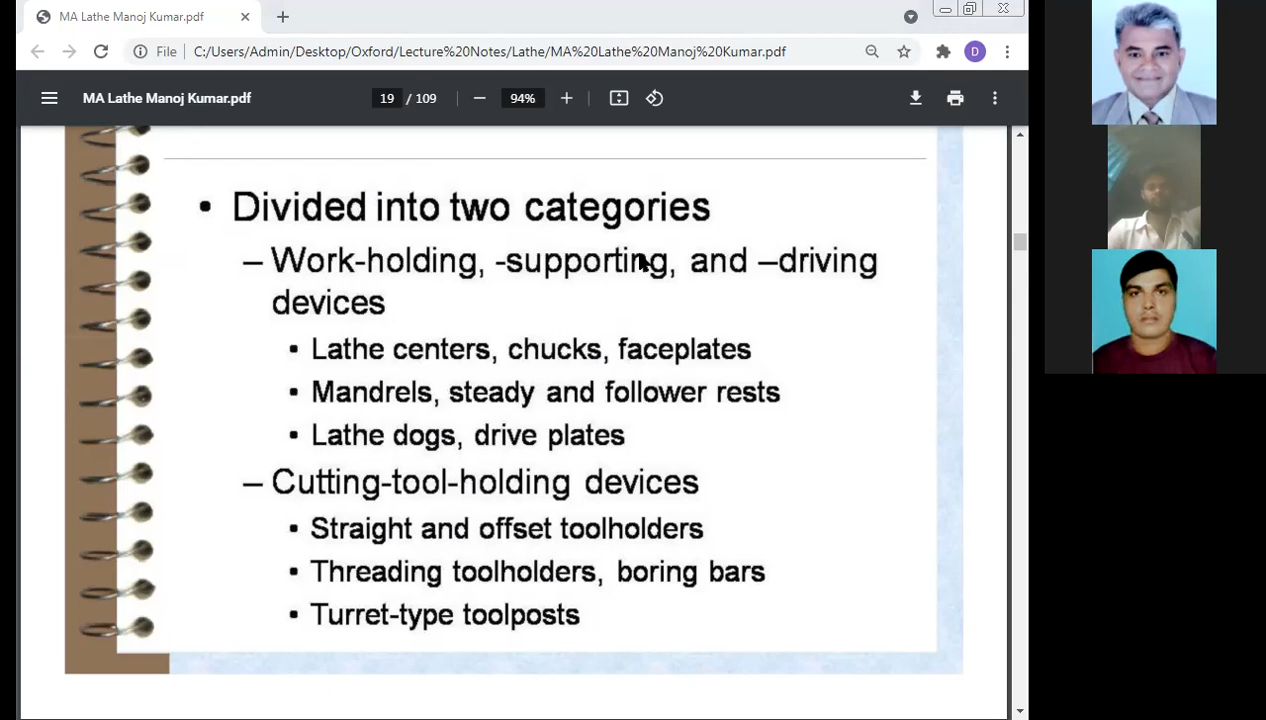 MA Lathe Manoj Kumar.pdf
File C:/Users/Admin/Desktop/Oxford/Lecture%20Notes/Lathe/MA%20Lathe%20Manoj%20Kumar.pdf D
MA Lathe Manoj Kumar.pdf 19 / 109 94%
• Divided into two categories
– Work-holding, -supporting, and –driving
devices
▪ Lathe centers, chucks, faceplates
▪ Mandrels, steady and follower rests
▪ Lathe dogs, drive plates
– Cutting-tool-holding devices
▪ Straight and offset toolholders
▪ Threading toolholders, boring bars
▪ Turret-type toolposts